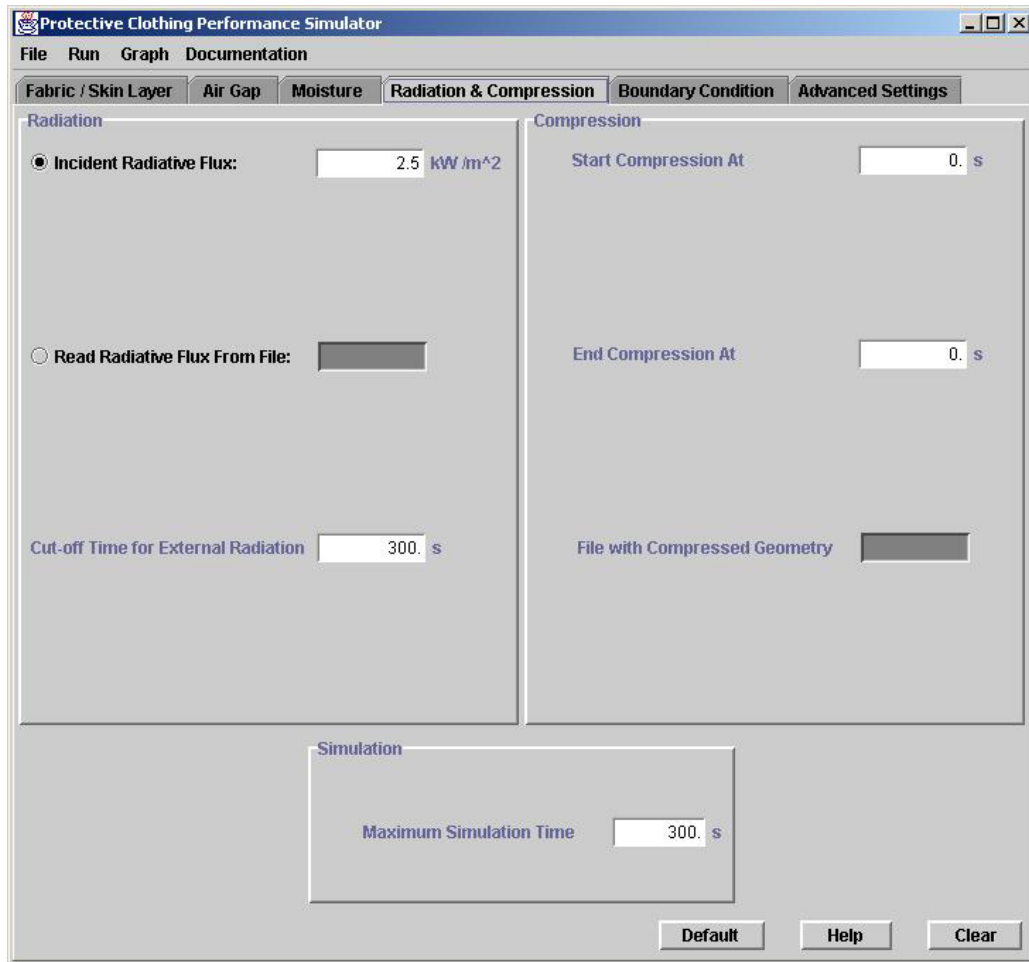 Protective Clothing Performance Simulator
File Run Graph Documentation
Fabric / Skin Layer Air Gap Moisture Radiation & Compression Boundary Condition Advanced Settings
Radiation
Incident Radiative Flux: 2.5 kW /m^2
Read Radiative Flux From File:
Cut-off Time for External Radiation 300. s
Compression
Start Compression At 0. s
End Compression At 0. s
File with Compressed Geometry
Simulation
Maximum Simulation Time 300. s
Default Help Clear